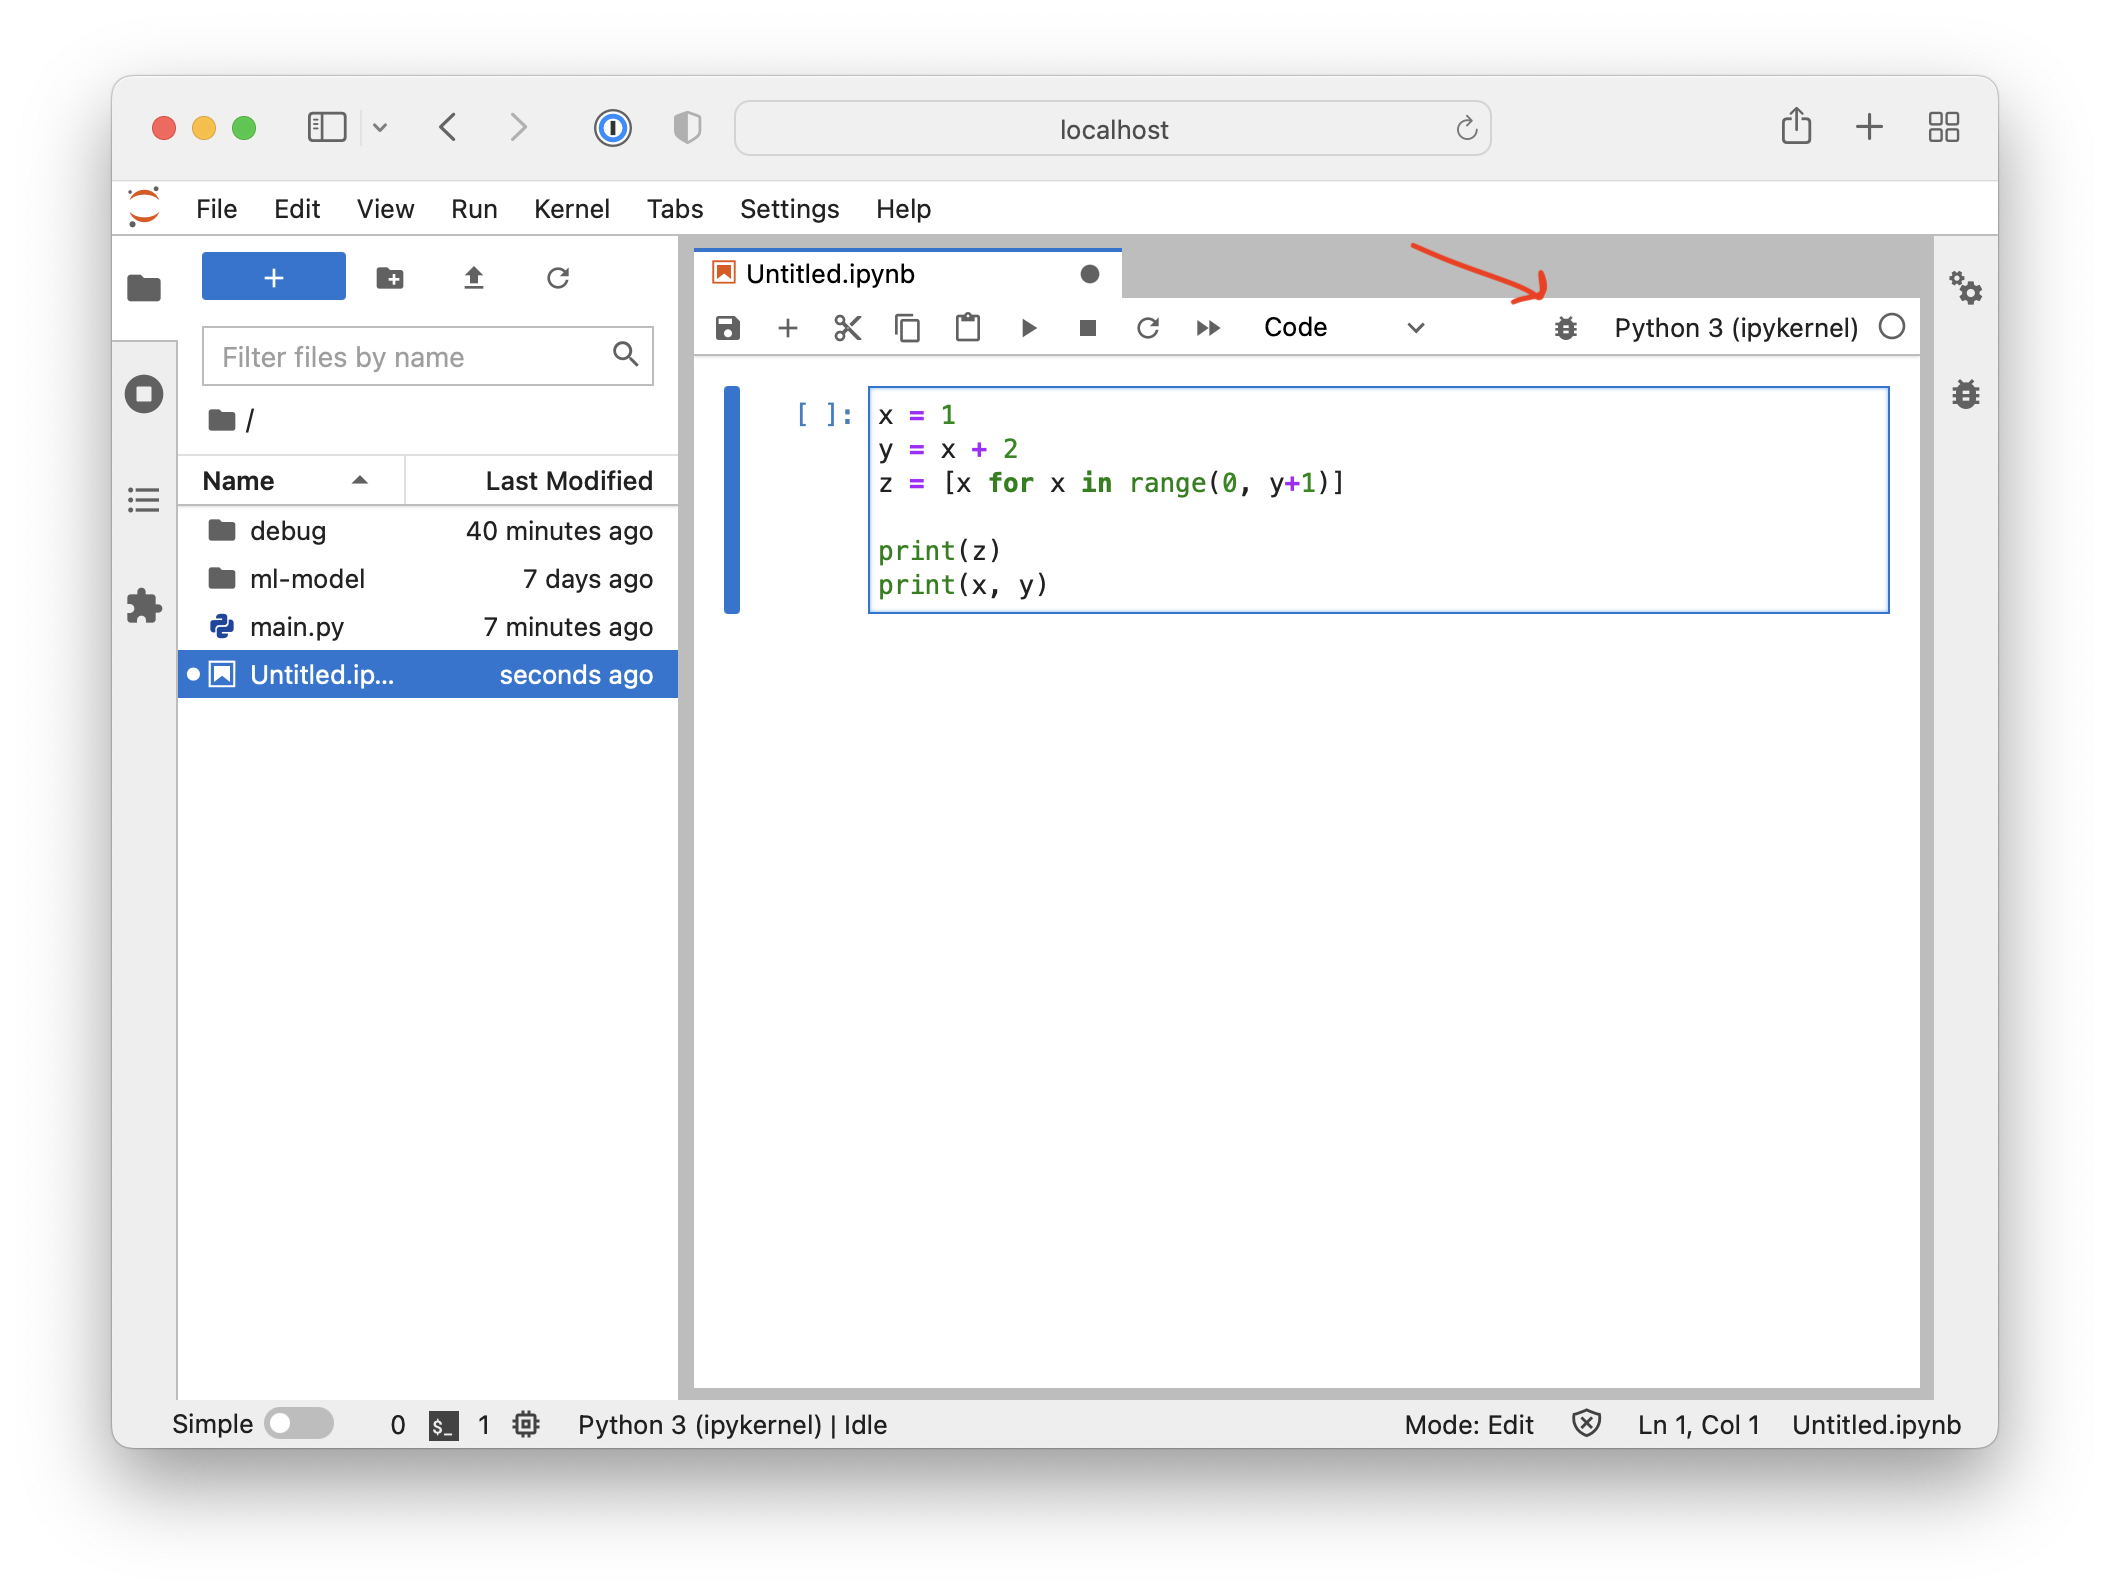 localhost
File Edit View Run Kernel Tabs Settings Help
+
Filter files by name
/
Name Last Modified
debug 40 minutes ago
ml-model 7 days ago
main.py 7 minutes ago
Untitled.ip... seconds ago
Untitled.ipynb
Code Python 3 (ipykernel)
[ ]: x = 1
y = x + 2
z = [x for x in range(0, y+1)]
print(z)
print(x, y)
Simple 0 $_ 1 Python 3 (ipykernel) | Idle Mode: Edit Ln 1, Col 1 Untitled.ipynb